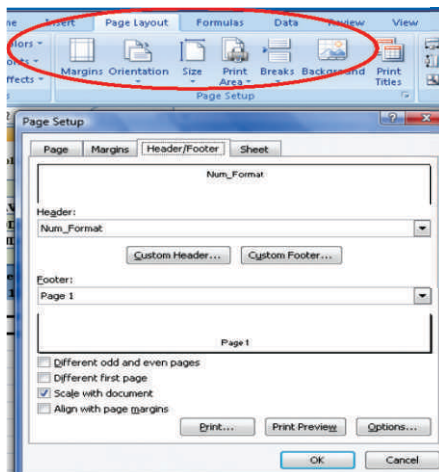 Insert Page Layout Formulas Data Review View
Margins Orientation Size Print Area Breaks Background Print Titles
Page Setup
Page Setup
Page Margins Header/Footer Sheet
Num_Format
Header:
Num_Format
Custom Header... Custom Footer...
Footer:
Page 1
Page 1
Different odd and even pages
Different first page
Scale with document
Align with page margins
Print... Print Preview Options...
OK Cancel